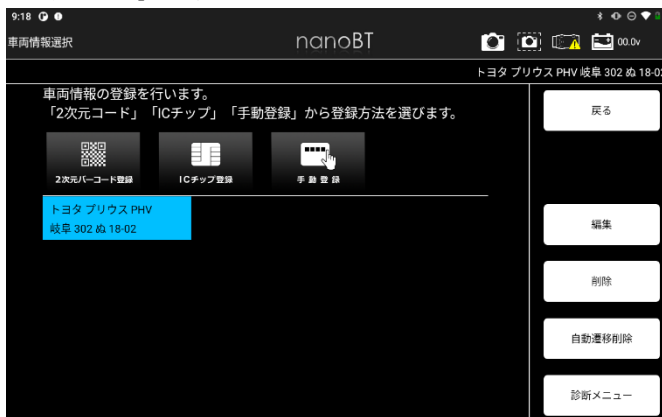 9:18
車両情報選択
nanoBT
00.0v
トヨタ プリウス PHV 岐阜 302 ぬ 18-02
車両情報の登録を行います。
「2次元コード」「ICチップ」「手動登録」から登録方法を選びます。
2次元バーコード登録
ICチップ登録
手動登録
トヨタ プリウス PHV
岐阜 302 ぬ 18-02
戻る
編集
削除
自動遷移削除
診断メニュー